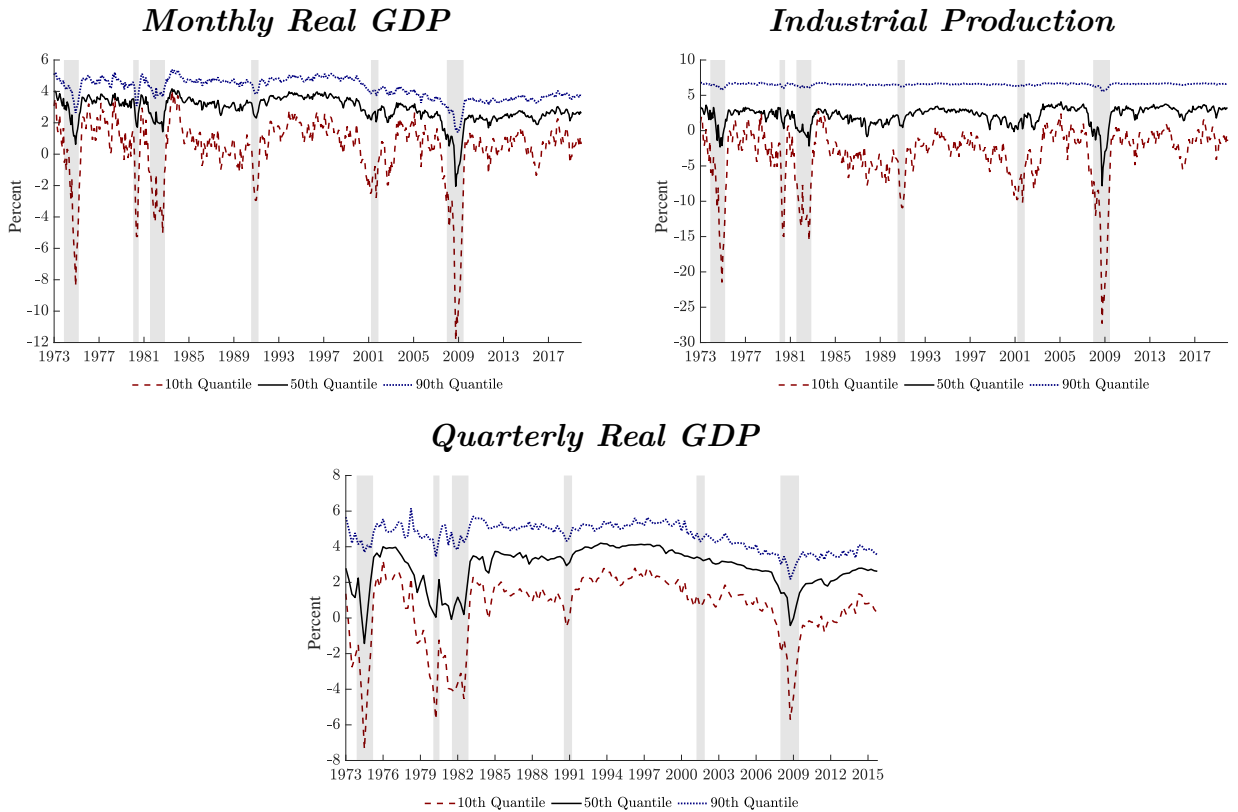 Monthly Real GDP
Percent
6
4
2
0
-2
-4
-6
-8
-10
-12
1973 1977 1981 1985 1989 1993 1997 2001 2005 2009 2013 2017
10th Quantile 50th Quantile 90th Quantile
Industrial Production
Percent
10
5
0
-5
-10
-15
-20
-25
-30
1973 1977 1981 1985 1989 1993 1997 2001 2005 2009 2013 2017
10th Quantile 50th Quantile 90th Quantile
Quarterly Real GDP
Percent
8
6
4
2
0
-2
-4
-6
-8
1973 1976 1979 1982 1985 1988 1991 1994 1997 2000 2003 2006 2009 2012 2015
10th Quantile 50th Quantile 90th Quantile